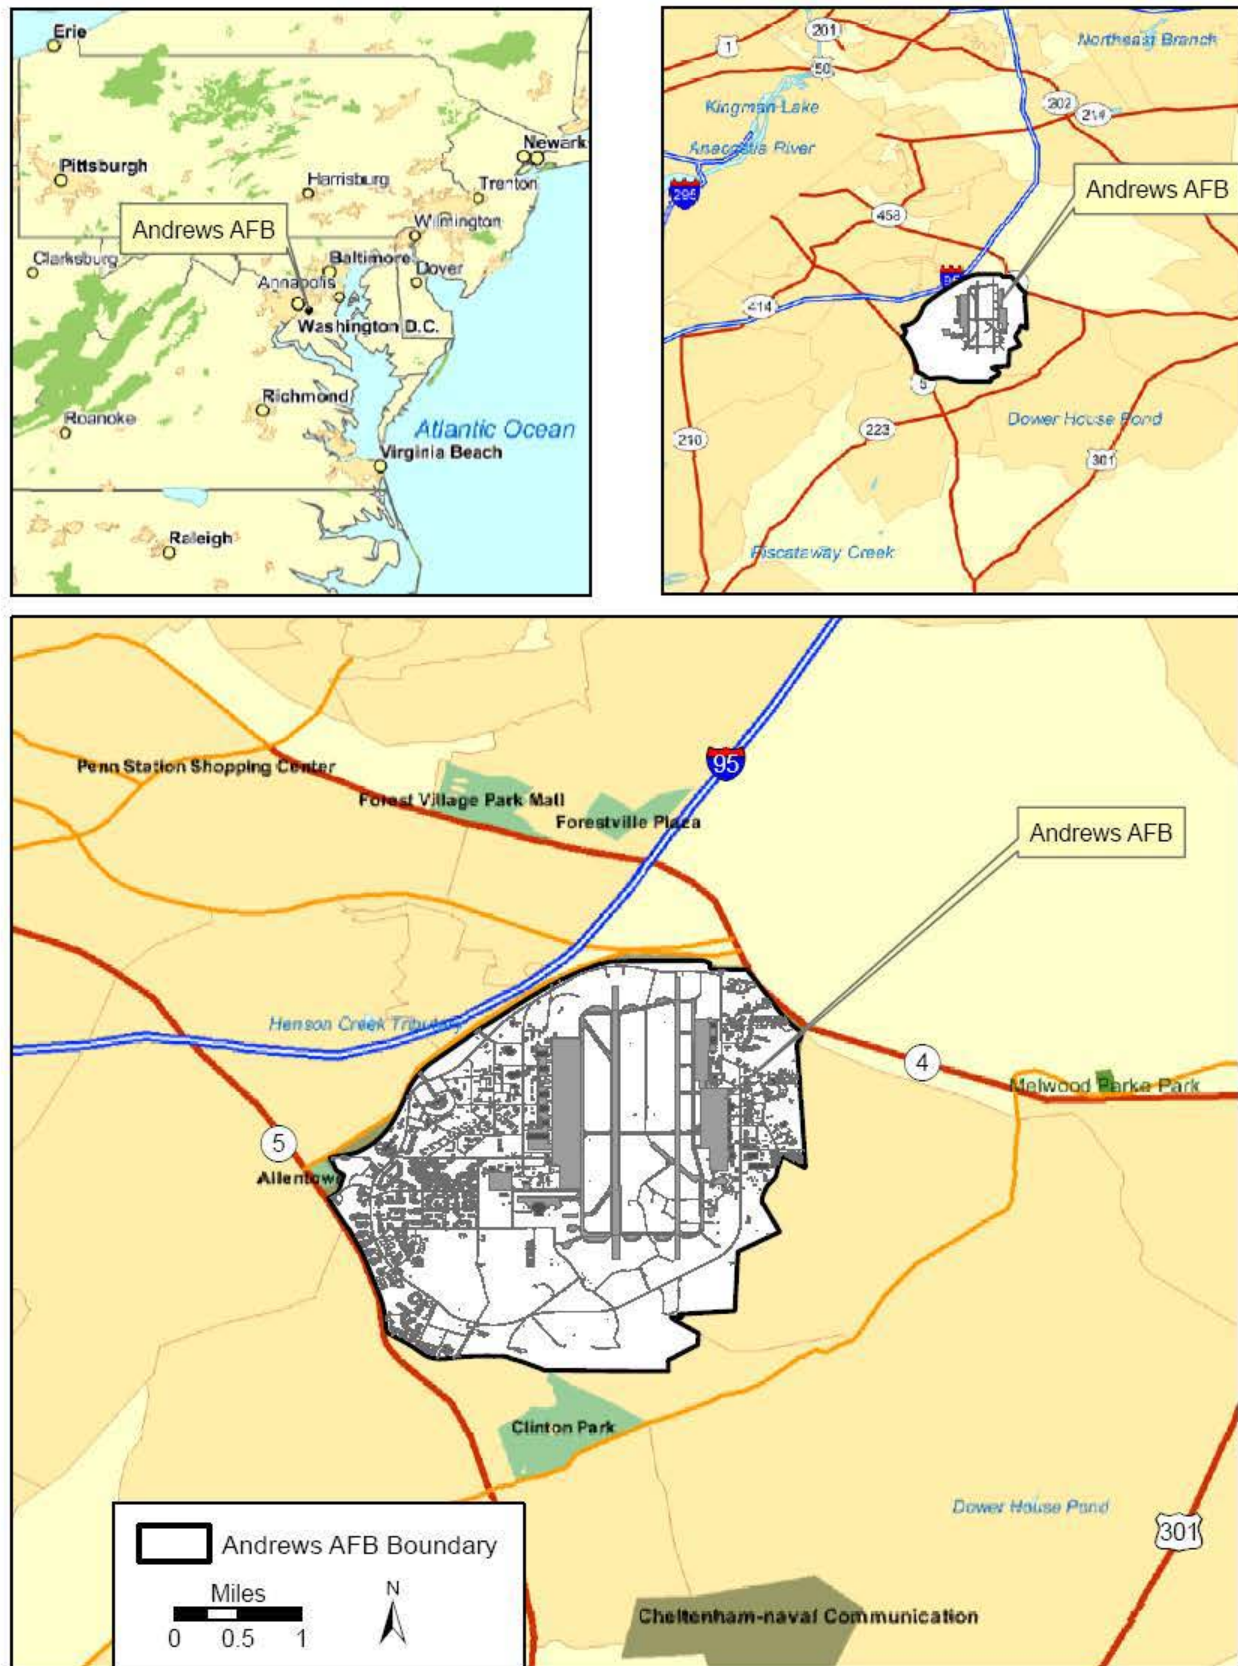 Erie
Pittsburgh
Harrisburg
Newark
Trenton
Andrews AFB
Wilmington
Clarksburg
Baltimore
Dover
Annapolis
Washington D.C.
Richmond
Roanoke
Atlantic Ocean
Virginia Beach
Raleigh
201
1
50
Northeast Branch
Kingman Lake
202
214
Anacostia River
295
Andrews AFB
458
95
414
5
Dower House Pond
223
210
301
Piscataway Creek
95
Penn Station Shopping Center
Forest Village Park Mall
Forestville Plaza
Andrews AFB
Henson Creek Tributary
4
Melwood Parke Park
5
Allentow
Clinton Park
Dower House Pond
301
Andrews AFB Boundary
Miles
N
0 0.5 1
Cheltenham-naval Communication